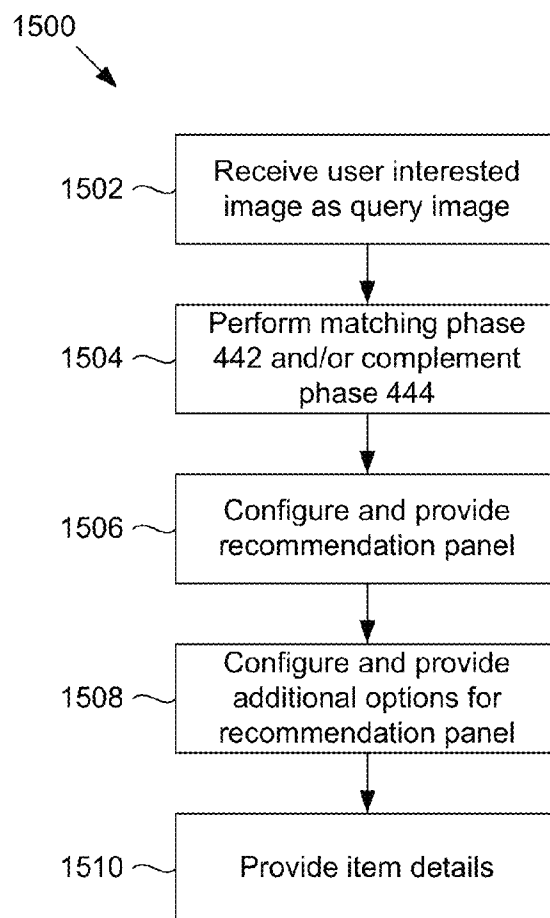 1500
1502
Receive user interested
image as query image
1504
Perform matching phase
442 and/or complement
phase 444
1506
Configure and provide
recommendation panel
1508
Configure and provide
additional options for
recommendation panel
1510
Provide item details